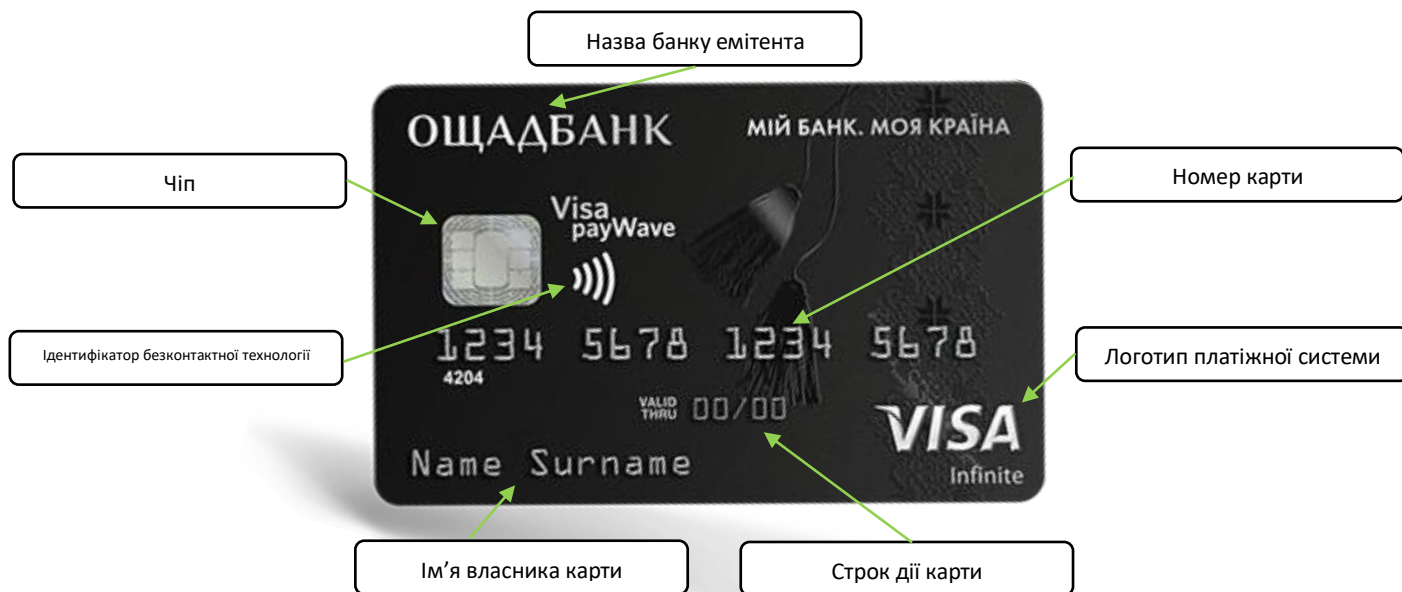 Назва банку емітента
ОЩАДБАНК
МІЙ БАНК. МОЯ КРАЇНА
Чіп
Номер карти
Visa
payWave
Ідентифікатор безконтактної технології
1234 5678 1234 5678
4204
Логотип платіжної системи
VALID
THRU
00/00
VISA
Infinite
Name Surname
Ім’я власника карти
Строк дії карти